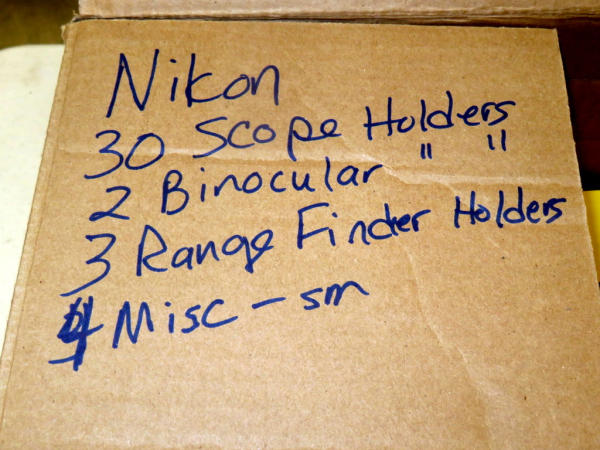 Nikon
30 Scope Holders
2 Binocular " "
3 Range Finder Holders
4 Misc - sm